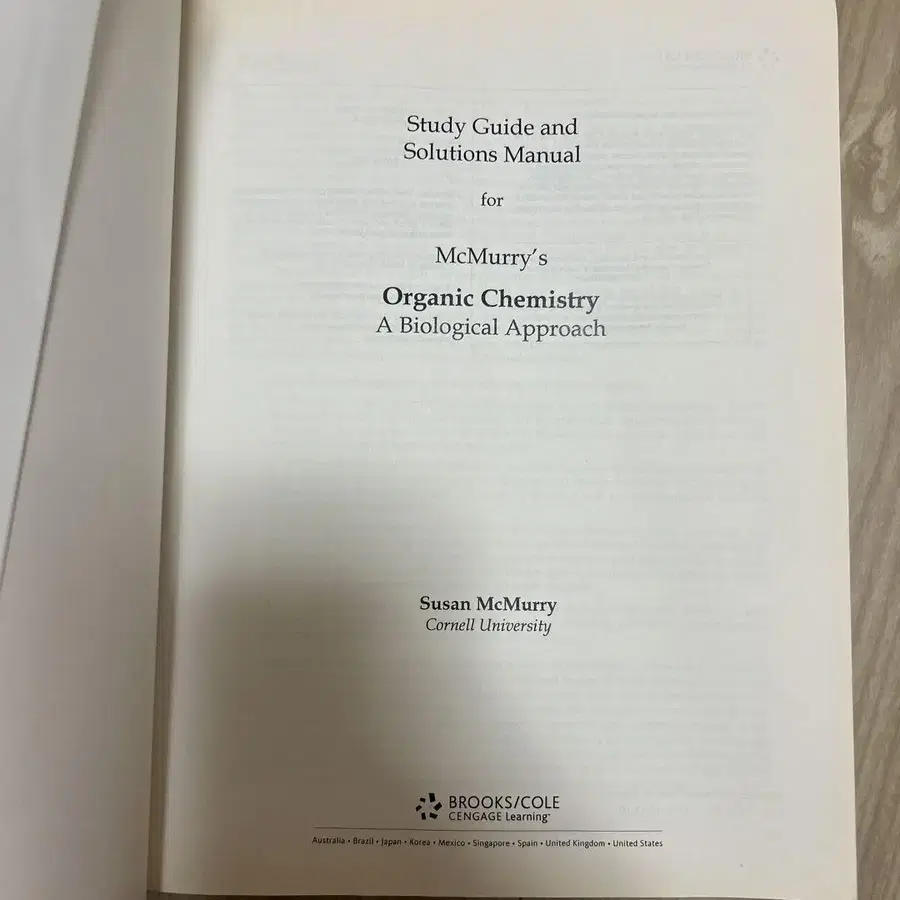 Study Guide and
Solutions Manual
for
McMurry's
Organic Chemistry
A Biological Approach
Susan McMurry
Cornell University
BROOKS/COLE
CENGAGE Learning™
Australia • Brazil • Japan • Korea • Mexico • Singapore • Spain • United Kingdom • United States